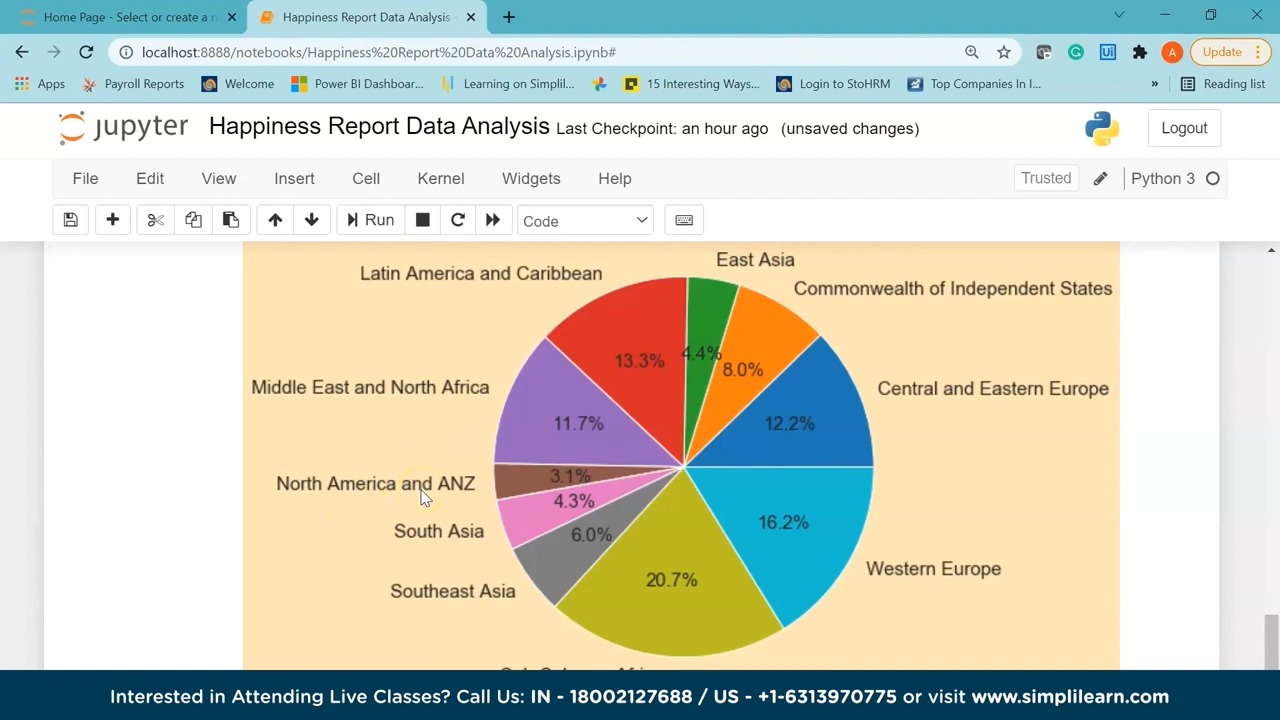 Home Page - Select or create a n
Happiness Report Data Analysis -
localhost:8888/notebooks/Happiness%20Report%20Data%20Analysis.ipynb#
Ui
A
Update
Apps
Payroll Reports
Welcome
Power BI Dashboar...
Learning on Simplil...
15 Interesting Ways...
Login to StoHRM
Top Companies In I...
»
Reading list
jupyter Happiness Report Data Analysis Last Checkpoint: an hour ago (unsaved changes)
Logout
File Edit View Insert Cell Kernel Widgets Help
Trusted
Python 3
Run
Code
East Asia
Latin America and Caribbean
Commonwealth of Independent States
13.3%
4.4%
8.0%
Middle East and North Africa
Central and Eastern Europe
11.7%
12.2%
North America and ANZ
3.1%
4.3%
South Asia
16.2%
6.0%
Western Europe
Southeast Asia
20.7%
Interested in Attending Live Classes? Call Us: IN - 18002127688 / US - +1-6313970775 or visit www.simplilearn.com